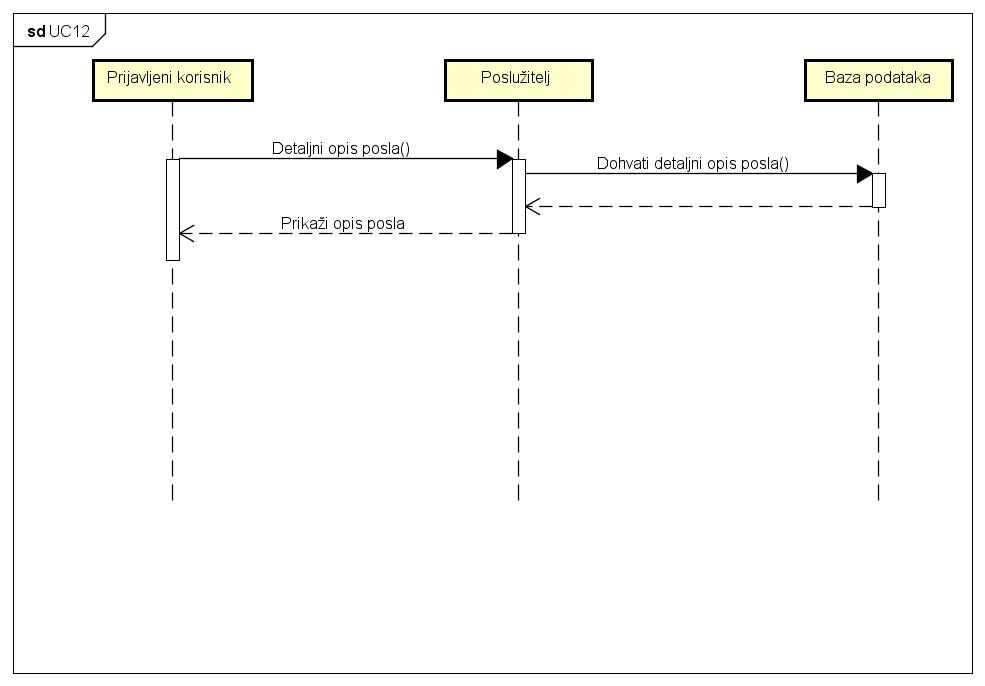 sd UC12
Prijavljeni korisnik
Poslužitelj
Baza podataka
Detaljni opis posla()
Dohvati detaljni opis posla()
Prikaži opis posla